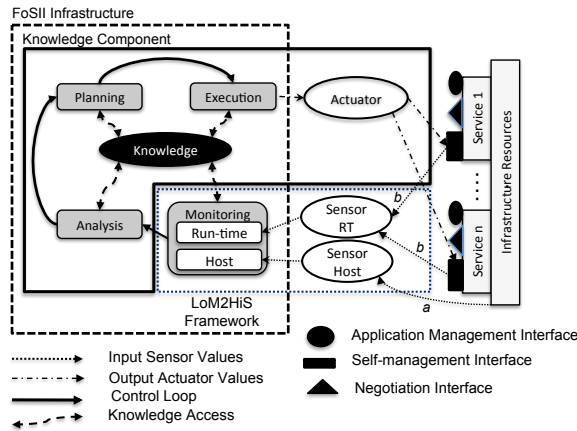 FoSII Infrastructure
Knowledge Component
Planning
Execution
Actuator
Knowledge
Analysis
Monitoring
Run-time
Host
Sensor
RT
Sensor
Host
LoM2HiS
Framework
b
b
a
Service 1
. . . .
Service n
Infrastructure Resources
Input Sensor Values
Output Actuator Values
Control Loop
Knowledge Access
Application Management Interface
Self-management Interface
Negotiation Interface